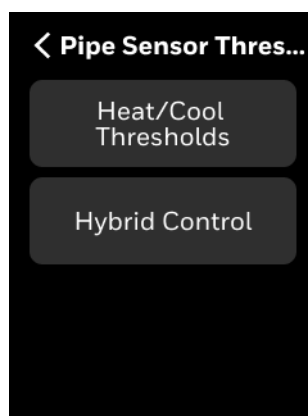 Pipe Sensor Thres...
Heat/Cool
Thresholds
Hybrid Control